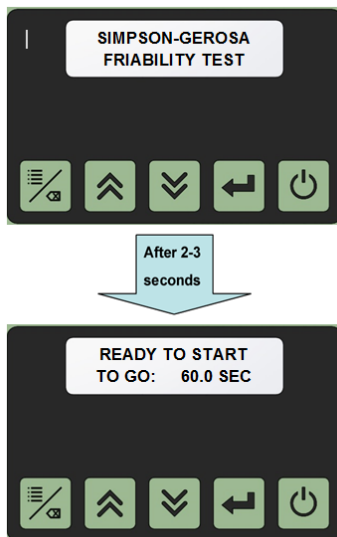 SIMPSON-GEROSA
FRIABILITY TEST
After 2-3
seconds
READY TO START
TO GO: 60.0 SEC